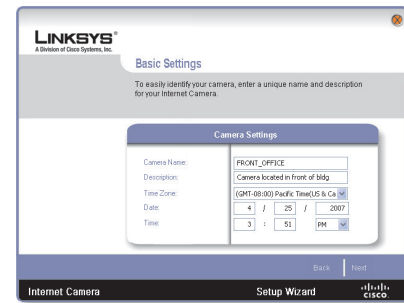 LINKSYS®
A Division of Cisco Systems, Inc.
Basic Settings
To easily identify your camera, enter a unique name and description
for your Internet Camera.
Camera Settings
Camera Name: FRONT_OFFICE
Description: Camera located in front of bldg
Time Zone: (GMT-08:00) Pacific Time(US & Ca
Date: 4 / 25 / 2007
Time: 3 : 51 PM
Back Next
Internet Camera Setup Wizard CISCO.